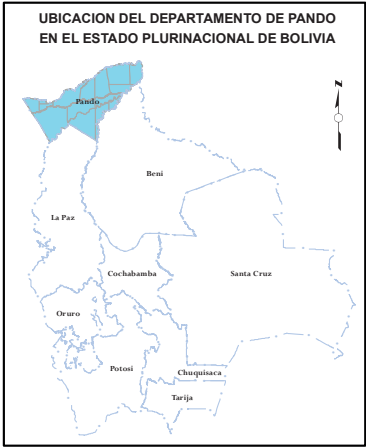 UBICACION DEL DEPARTAMENTO DE PANDO
EN EL ESTADO PLURINACIONAL DE BOLIVIA
N
Pando
Beni
La Paz
Cochabamba
Santa Cruz
Oruro
Potosi
Chuquisaca
Tarija